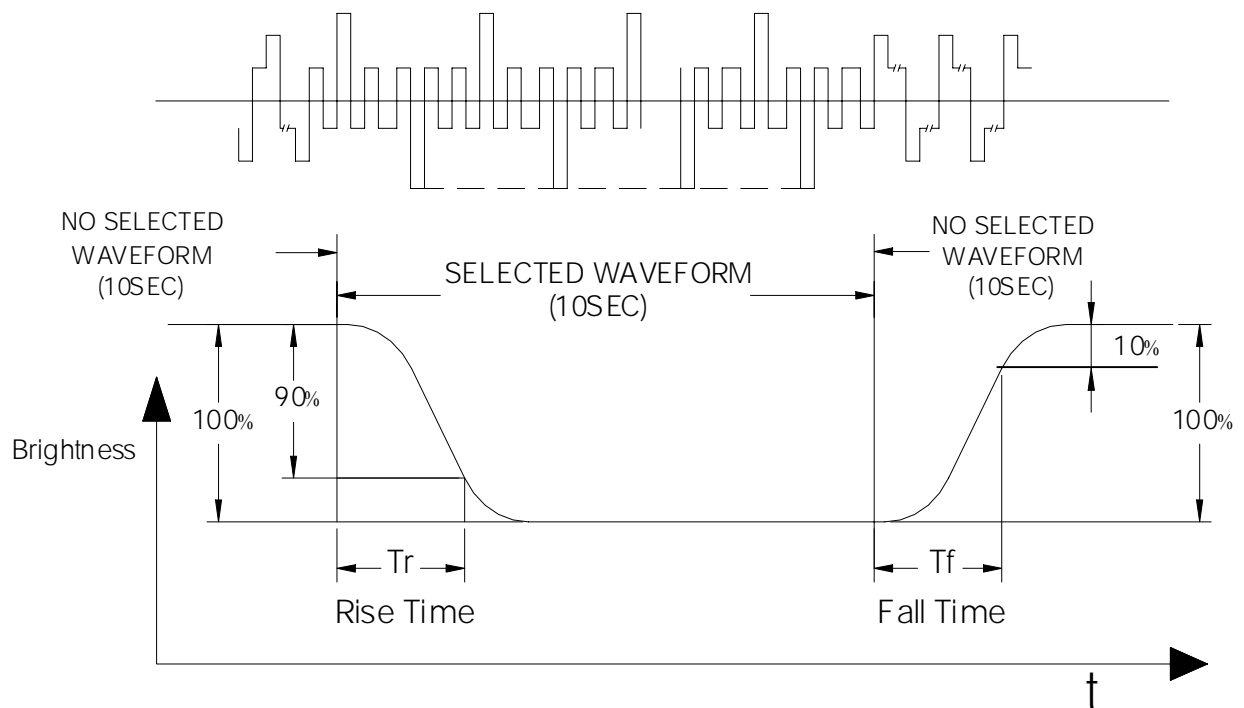 NO SELECTED
WAVEFORM
(10SEC)
SELECTED WAVEFORM
(10SEC)
NO SELECTED
WAVEFORM
(10SEC)
100%
90%
10%
100%
Brightness
Tr
Rise Time
Tf
Fall Time
t